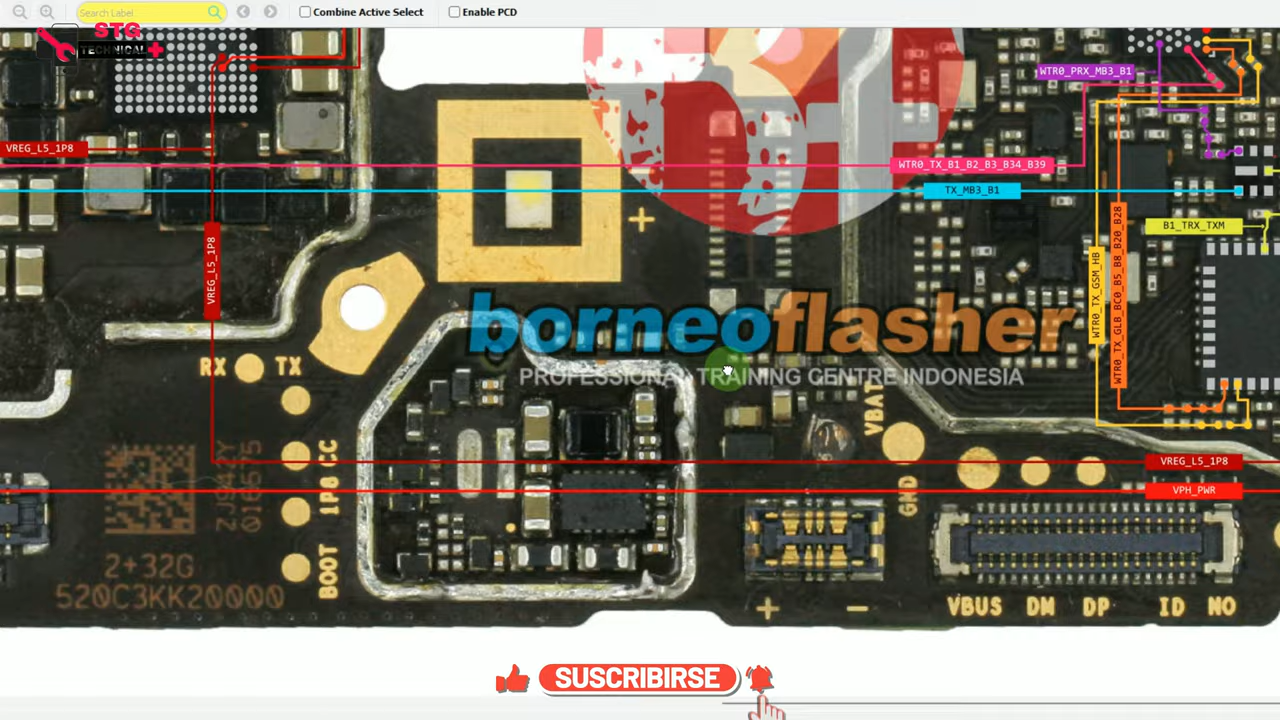 Search Label
Combine Active Select
Enable PCD
STG
TECHNICAL
WTR0_PRX_MB3_B1
VREG_L5_1P8
WTR0_TX_B1_B2_B3_B34_B39
TX_MB3_B1
B1_TRX_TXM
VREG_L5_1P8
WTR0_TX_GSM_HB
WTR0_TX_GLB_BC0_B5_B8_B20_B28
borneoflasher
PROFESSIONAL TRAINING CENTRE INDONESIA
RX TX
VBAT
CC
1P8
VREG_L5_1P8
VPH_PWR
GND
BOOT
2+32G
520C3KK20000
+ −
VBUS DM DP ID NO
SUSCRIBIRSE